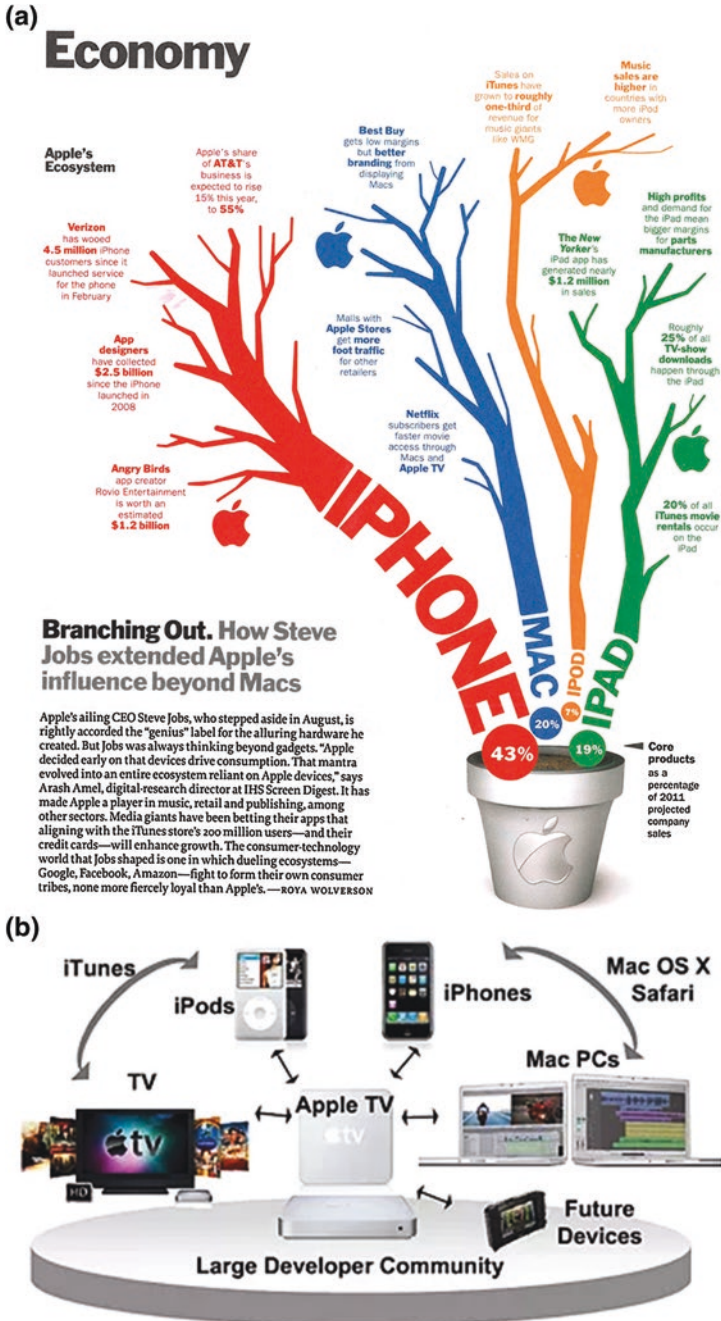 (a)
Economy
Apple's
Ecosystem
Verizon
has wooed
4.5 million iPhone
customers since it
launched service
for the phone
in February
Apple's share
of AT&T's
business is
expected to rise
15% this year,
to 55%
App
designers
have collected
$2.5 billion
since the iPhone
launched in
2008
Angry Birds
app creator
Rovio Entertainment
is worth an
estimated
$1.2 billion
Best Buy
gets low margins
but better
branding from
displaying
Macs
Malls with
Apple Stores
get more
foot traffic
for other
retailers
Netflix
subscribers get
faster movie
access through
Macs and
Apple TV
Sales on
iTunes have
grown to roughly
one-third of
revenue for
music giants
like WMG
Music
sales are
higher in
countries with
more iPod
owners
The New
Yorker's
iPad app has
generated nearly
$1.2 million
in sales
High profits
and demand for
the iPad mean
bigger margins
for parts
manufacturers
Roughly
25% of all
TV-show
downloads
happen through
the iPad
20% of all
iTunes movie
rentals occur
on the
iPad
IPHONE
MAC
IPOD
IPAD
43%
20%
7%
19%
Core
products
as a
percentage
of 2011
projected
company
sales
Branching Out. How Steve
Jobs extended Apple's
influence beyond Macs
Apple's ailing CEO Steve Jobs, who stepped aside in August, is
rightly accorded the "genius" label for the alluring hardware he
created. But Jobs was always thinking beyond gadgets. "Apple
decided early on that devices drive consumption. That mantra
evolved into an entire ecosystem reliant on Apple devices," says
Arash Amel, digital-research director at IHS Screen Digest. It has
made Apple a player in music, retail and publishing, among
other sectors. Media giants have been betting their apps that
aligning with the iTunes store's 200 million users—and their
credit cards—will enhance growth. The consumer-technology
world that Jobs shaped is one in which dueling ecosystems—
Google, Facebook, Amazon—fight to form their own consumer
tribes, none more fiercely loyal than Apple's. —ROYA WOLVERSON
(b)
iTunes
iPods
iPhones
Mac OS X
Safari
TV
Apple TV
Mac PCs
tv
tv
HD
Future
Devices
Large Developer Community